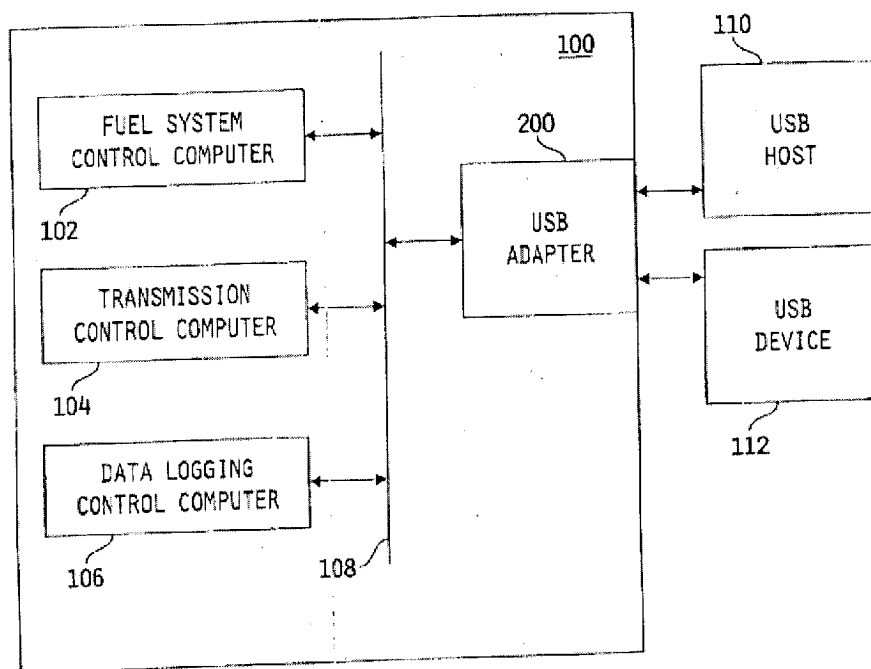 100
FUEL SYSTEM
CONTROL COMPUTER
102
TRANSMISSION
CONTROL COMPUTER
104
DATA LOGGING
CONTROL COMPUTER
106
108
200
USB
ADAPTER
110
USB
HOST
USB
DEVICE
112